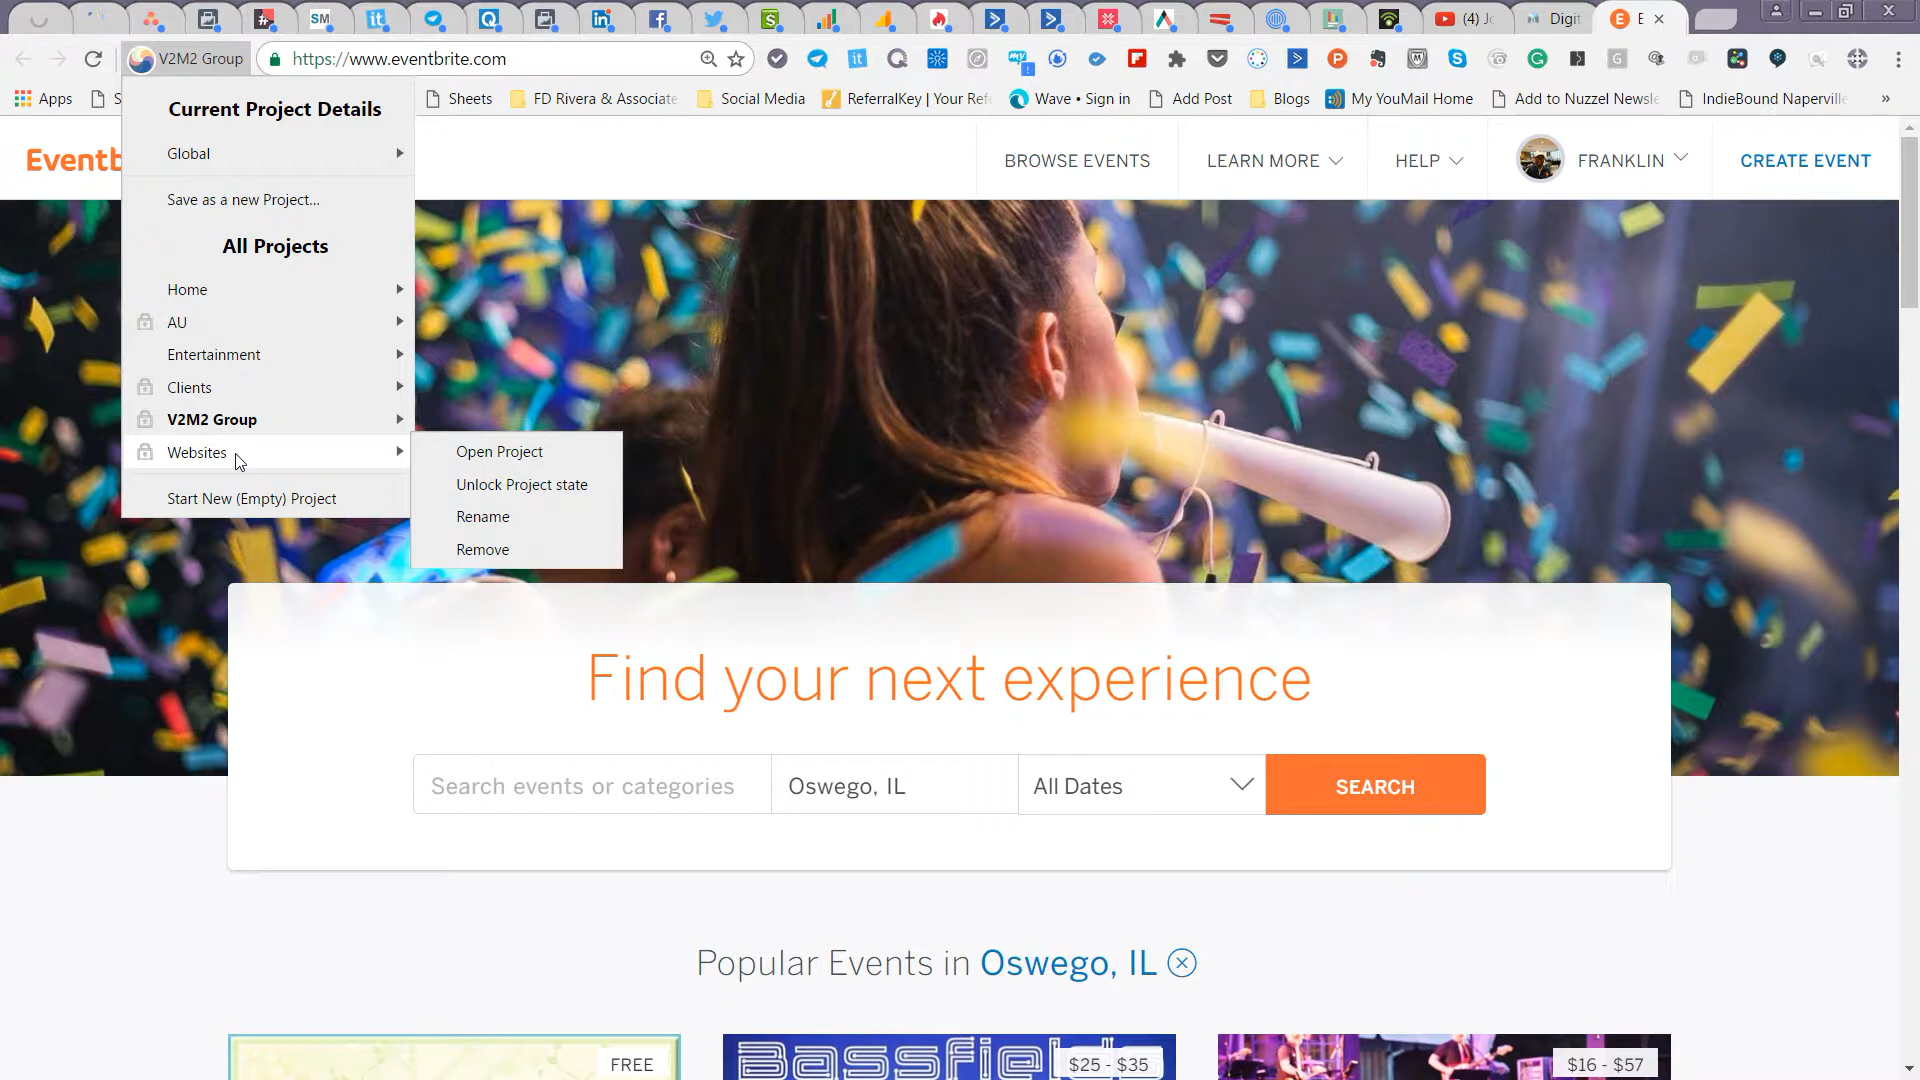 (4) Jo
Digit
E
V2M2 Group
https://www.eventbrite.com
Apps
S
Sheets
FD Rivera & Associate
Social Media
ReferralKey | Your Refe
Wave • Sign in
Add Post
Blogs
My YouMail Home
Add to Nuzzel Newsle
IndieBound Naperville
»
Current Project Details
Global
Save as a new Project...
All Projects
Home
AU
Entertainment
Clients
V2M2 Group
Websites
Start New (Empty) Project
Open Project
Unlock Project state
Rename
Remove
Eventb
BROWSE EVENTS
LEARN MORE
HELP
FRANKLIN
CREATE EVENT
Find your next experience
Search events or categories
Oswego, IL
All Dates
SEARCH
Popular Events in Oswego, IL
FREE
Bassfield
$25 - $35
$16 - $57